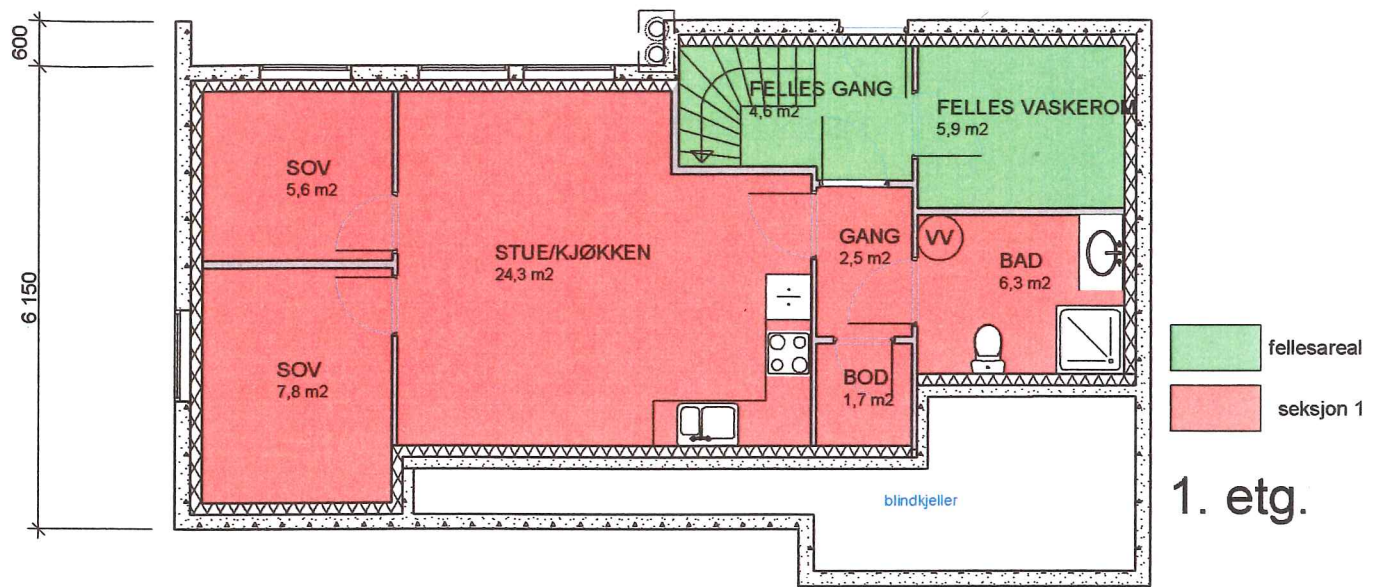 600
6 150
FELLES GANG
4,6 m2
FELLES VASKEROM
5,9 m2
SOV
5,6 m2
STUE/KJØKKEN
24,3 m2
GANG
2,5 m2
VV
BAD
6,3 m2
SOV
7,8 m2
BOD
1,7 m2
fellesareal
seksjon 1
blindkjeller
1. etg.